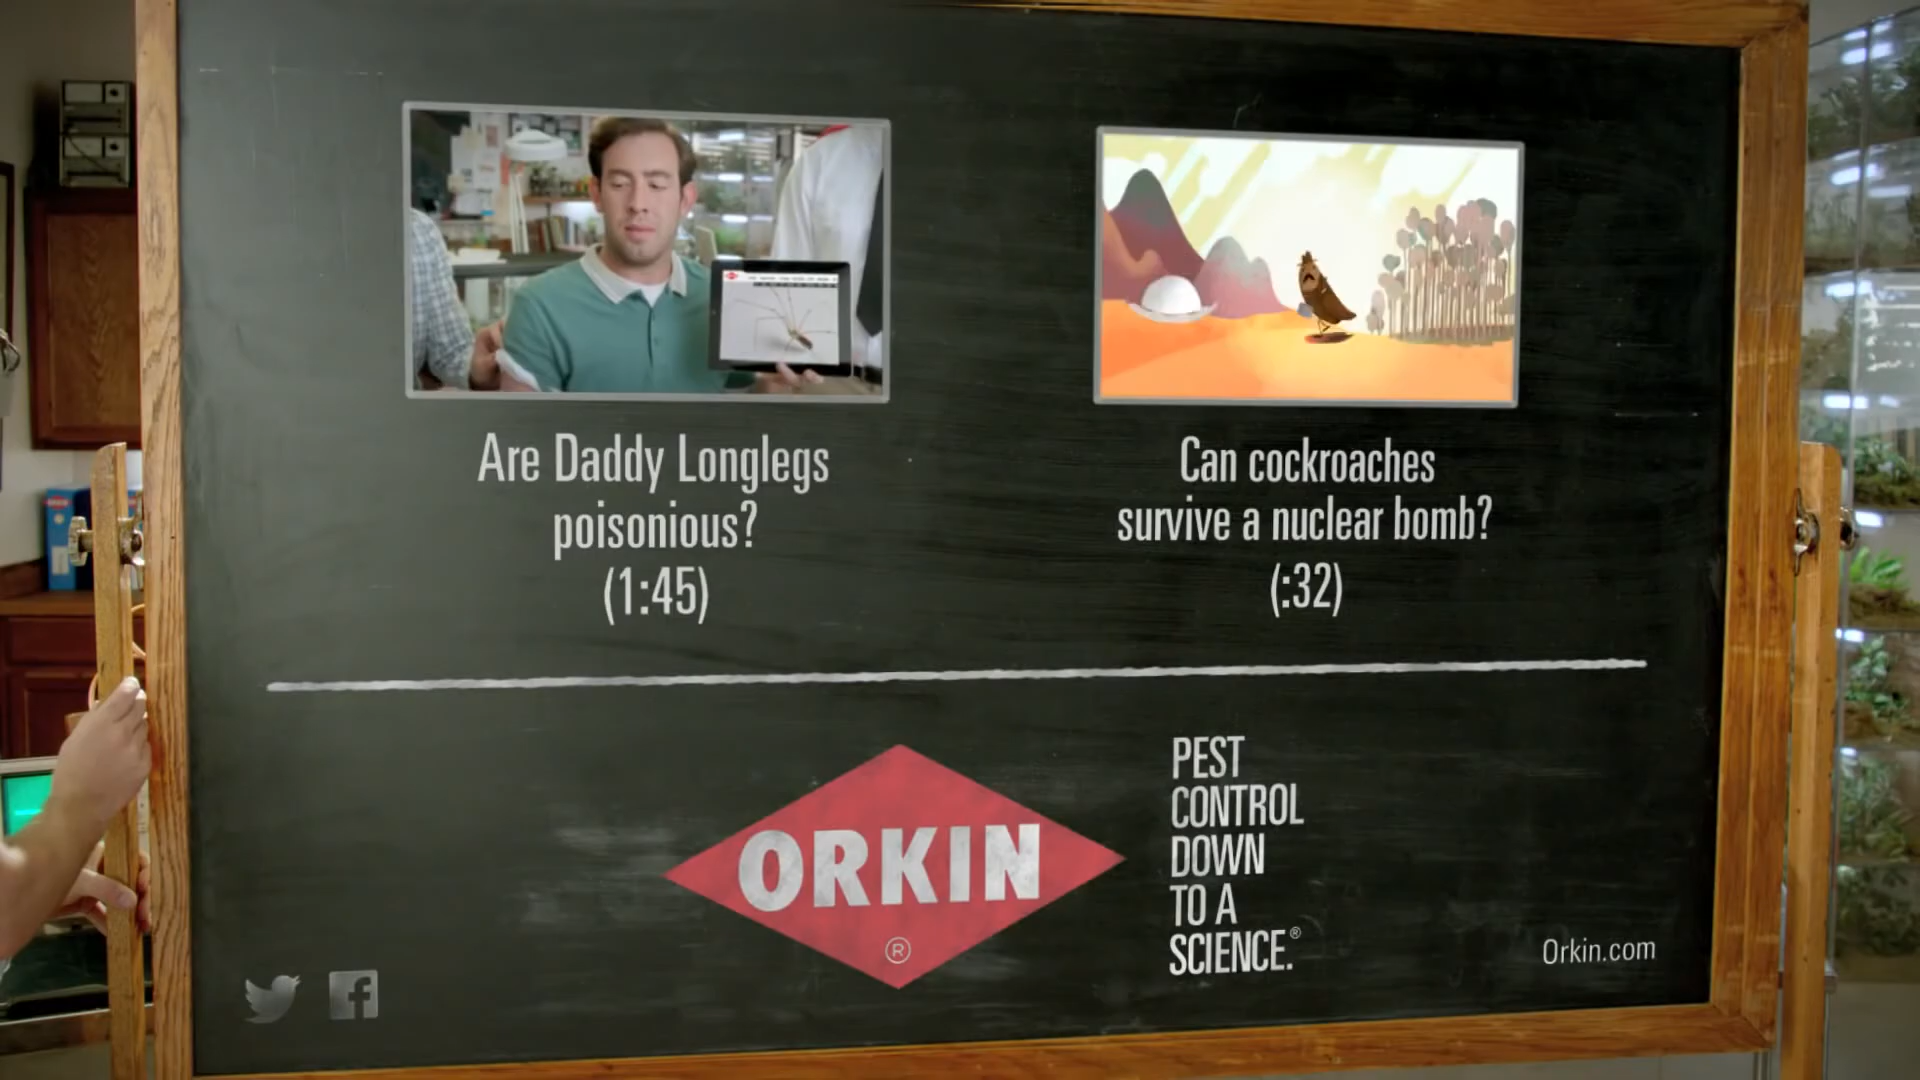 Are Daddy Longlegs
poisonious?
(1:45)
Can cockroaches
survive a nuclear bomb?
(:32)
ORKIN
®
PEST
CONTROL
DOWN
TO A
SCIENCE.®
Orkin.com